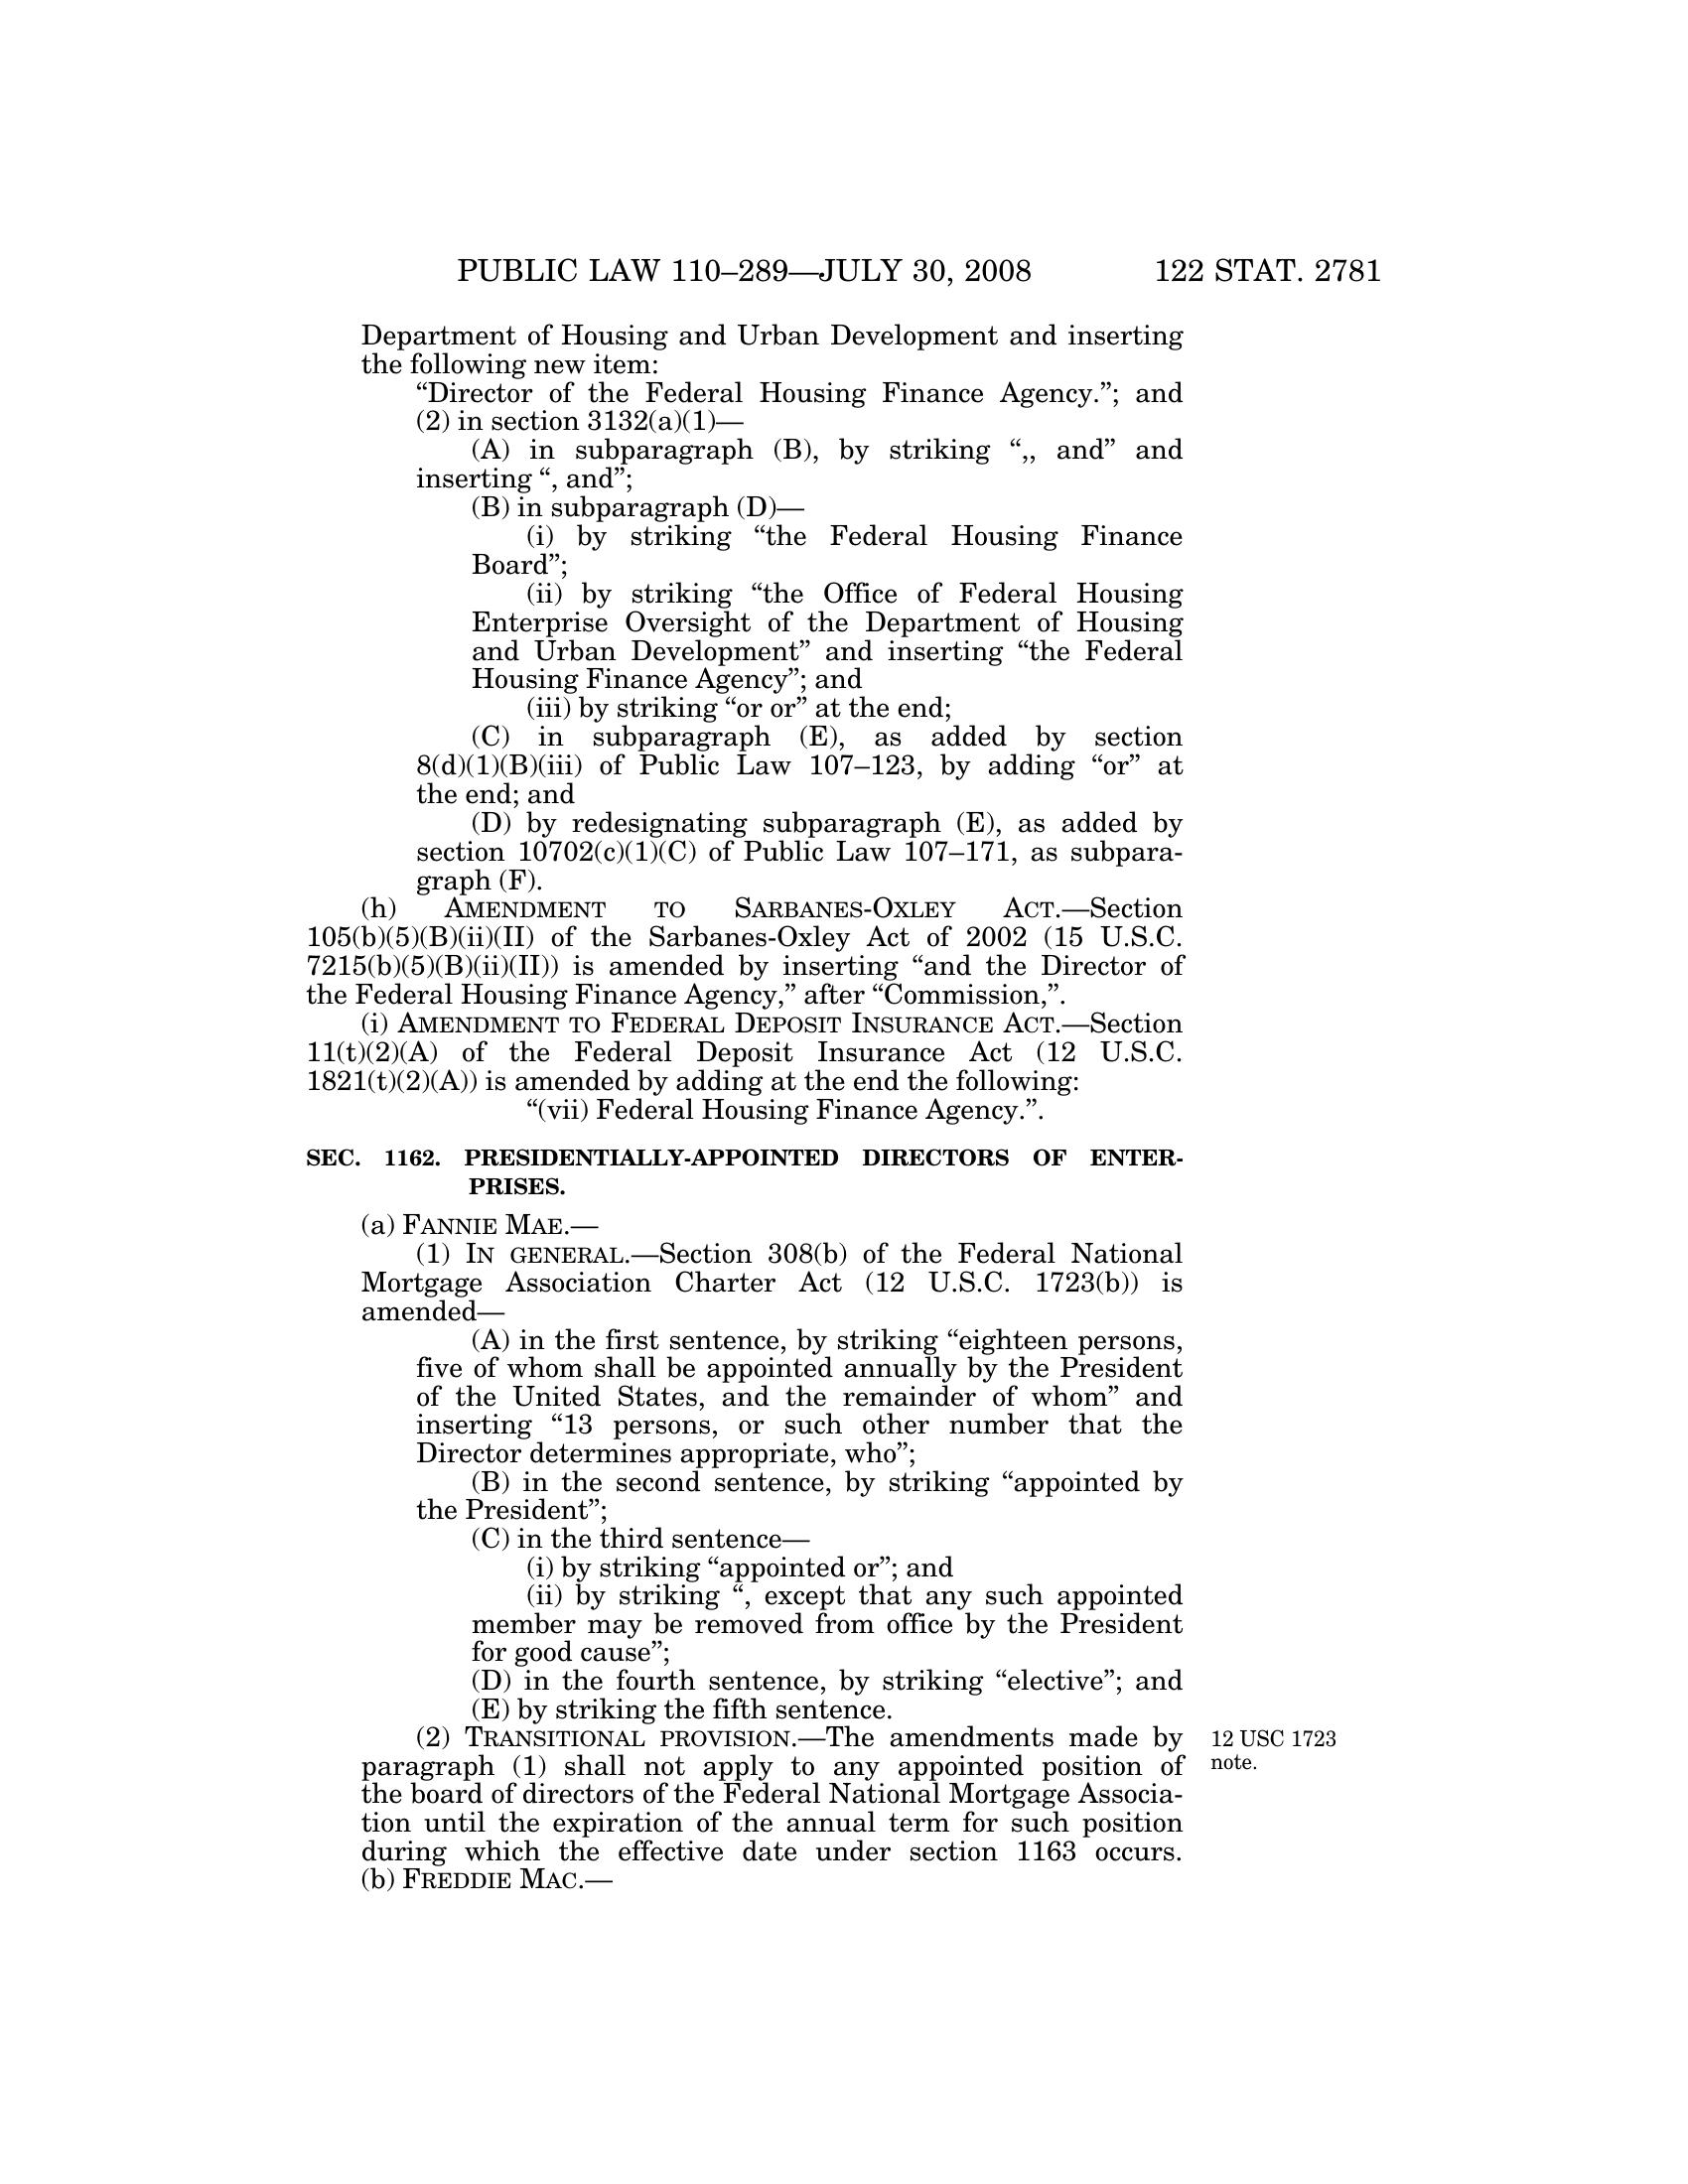 PUBLIC LAW 110–289—JULY 30, 2008 122 STAT. 2781
Department of Housing and Urban Development and inserting
the following new item:
“Director of the Federal Housing Finance Agency.”; and
(2) in section 3132(a)(1)—
(A) in subparagraph (B), by striking “,, and” and
inserting “, and”;
(B) in subparagraph (D)—
(i) by striking “the Federal Housing Finance
Board”;
(ii) by striking “the Office of Federal Housing
Enterprise Oversight of the Department of Housing
and Urban Development” and inserting “the Federal
Housing Finance Agency”; and
(iii) by striking “or or” at the end;
(C) in subparagraph (E), as added by section
8(d)(1)(B)(iii) of Public Law 107–123, by adding “or” at
the end; and
(D) by redesignating subparagraph (E), as added by
section 10702(c)(1)(C) of Public Law 107–171, as subpara-
graph (F).
(h) AMENDMENT TO SARBANES-OXLEY ACT.—Section
105(b)(5)(B)(ii)(II) of the Sarbanes-Oxley Act of 2002 (15 U.S.C.
7215(b)(5)(B)(ii)(II)) is amended by inserting “and the Director of
the Federal Housing Finance Agency,” after “Commission,”.
(i) AMENDMENT TO FEDERAL DEPOSIT INSURANCE ACT.—Section
11(t)(2)(A) of the Federal Deposit Insurance Act (12 U.S.C.
1821(t)(2)(A)) is amended by adding at the end the following:
“(vii) Federal Housing Finance Agency.”.
SEC. 1162. PRESIDENTIALLY-APPOINTED DIRECTORS OF ENTER-
PRISES.
(a) FANNIE MAE.—
(1) IN GENERAL.—Section 308(b) of the Federal National
Mortgage Association Charter Act (12 U.S.C. 1723(b)) is
amended—
(A) in the first sentence, by striking “eighteen persons,
five of whom shall be appointed annually by the President
of the United States, and the remainder of whom” and
inserting “13 persons, or such other number that the
Director determines appropriate, who”;
(B) in the second sentence, by striking “appointed by
the President”;
(C) in the third sentence—
(i) by striking “appointed or”; and
(ii) by striking “, except that any such appointed
member may be removed from office by the President
for good cause”;
(D) in the fourth sentence, by striking “elective”; and
(E) by striking the fifth sentence.
(2) TRANSITIONAL PROVISION.—The amendments made by
paragraph (1) shall not apply to any appointed position of
the board of directors of the Federal National Mortgage Associa-
tion until the expiration of the annual term for such position
during which the effective date under section 1163 occurs.
(b) FREDDIE MAC.—
12 USC 1723
note.